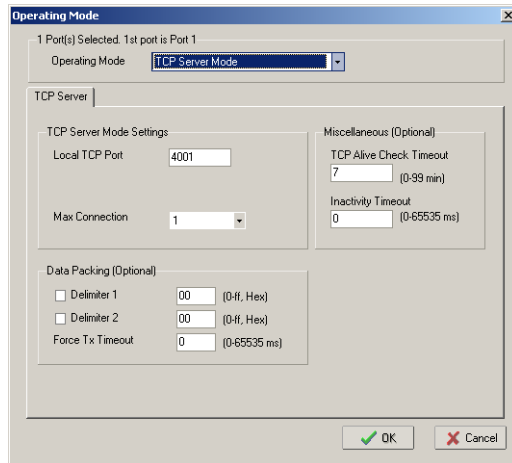 Operating Mode
1 Port(s) Selected. 1st port is Port 1
Operating Mode TCP Server Mode
TCP Server
TCP Server Mode Settings
Local TCP Port 4001
Max Connection 1
Miscellaneous (Optional)
TCP Alive Check Timeout
7 (0-99 min)
Inactivity Timeout
0 (0-65535 ms)
Data Packing (Optional)
Delimiter 1 00 (0-ff, Hex)
Delimiter 2 00 (0-ff, Hex)
Force Tx Timeout 0 (0-65535 ms)
OK Cancel